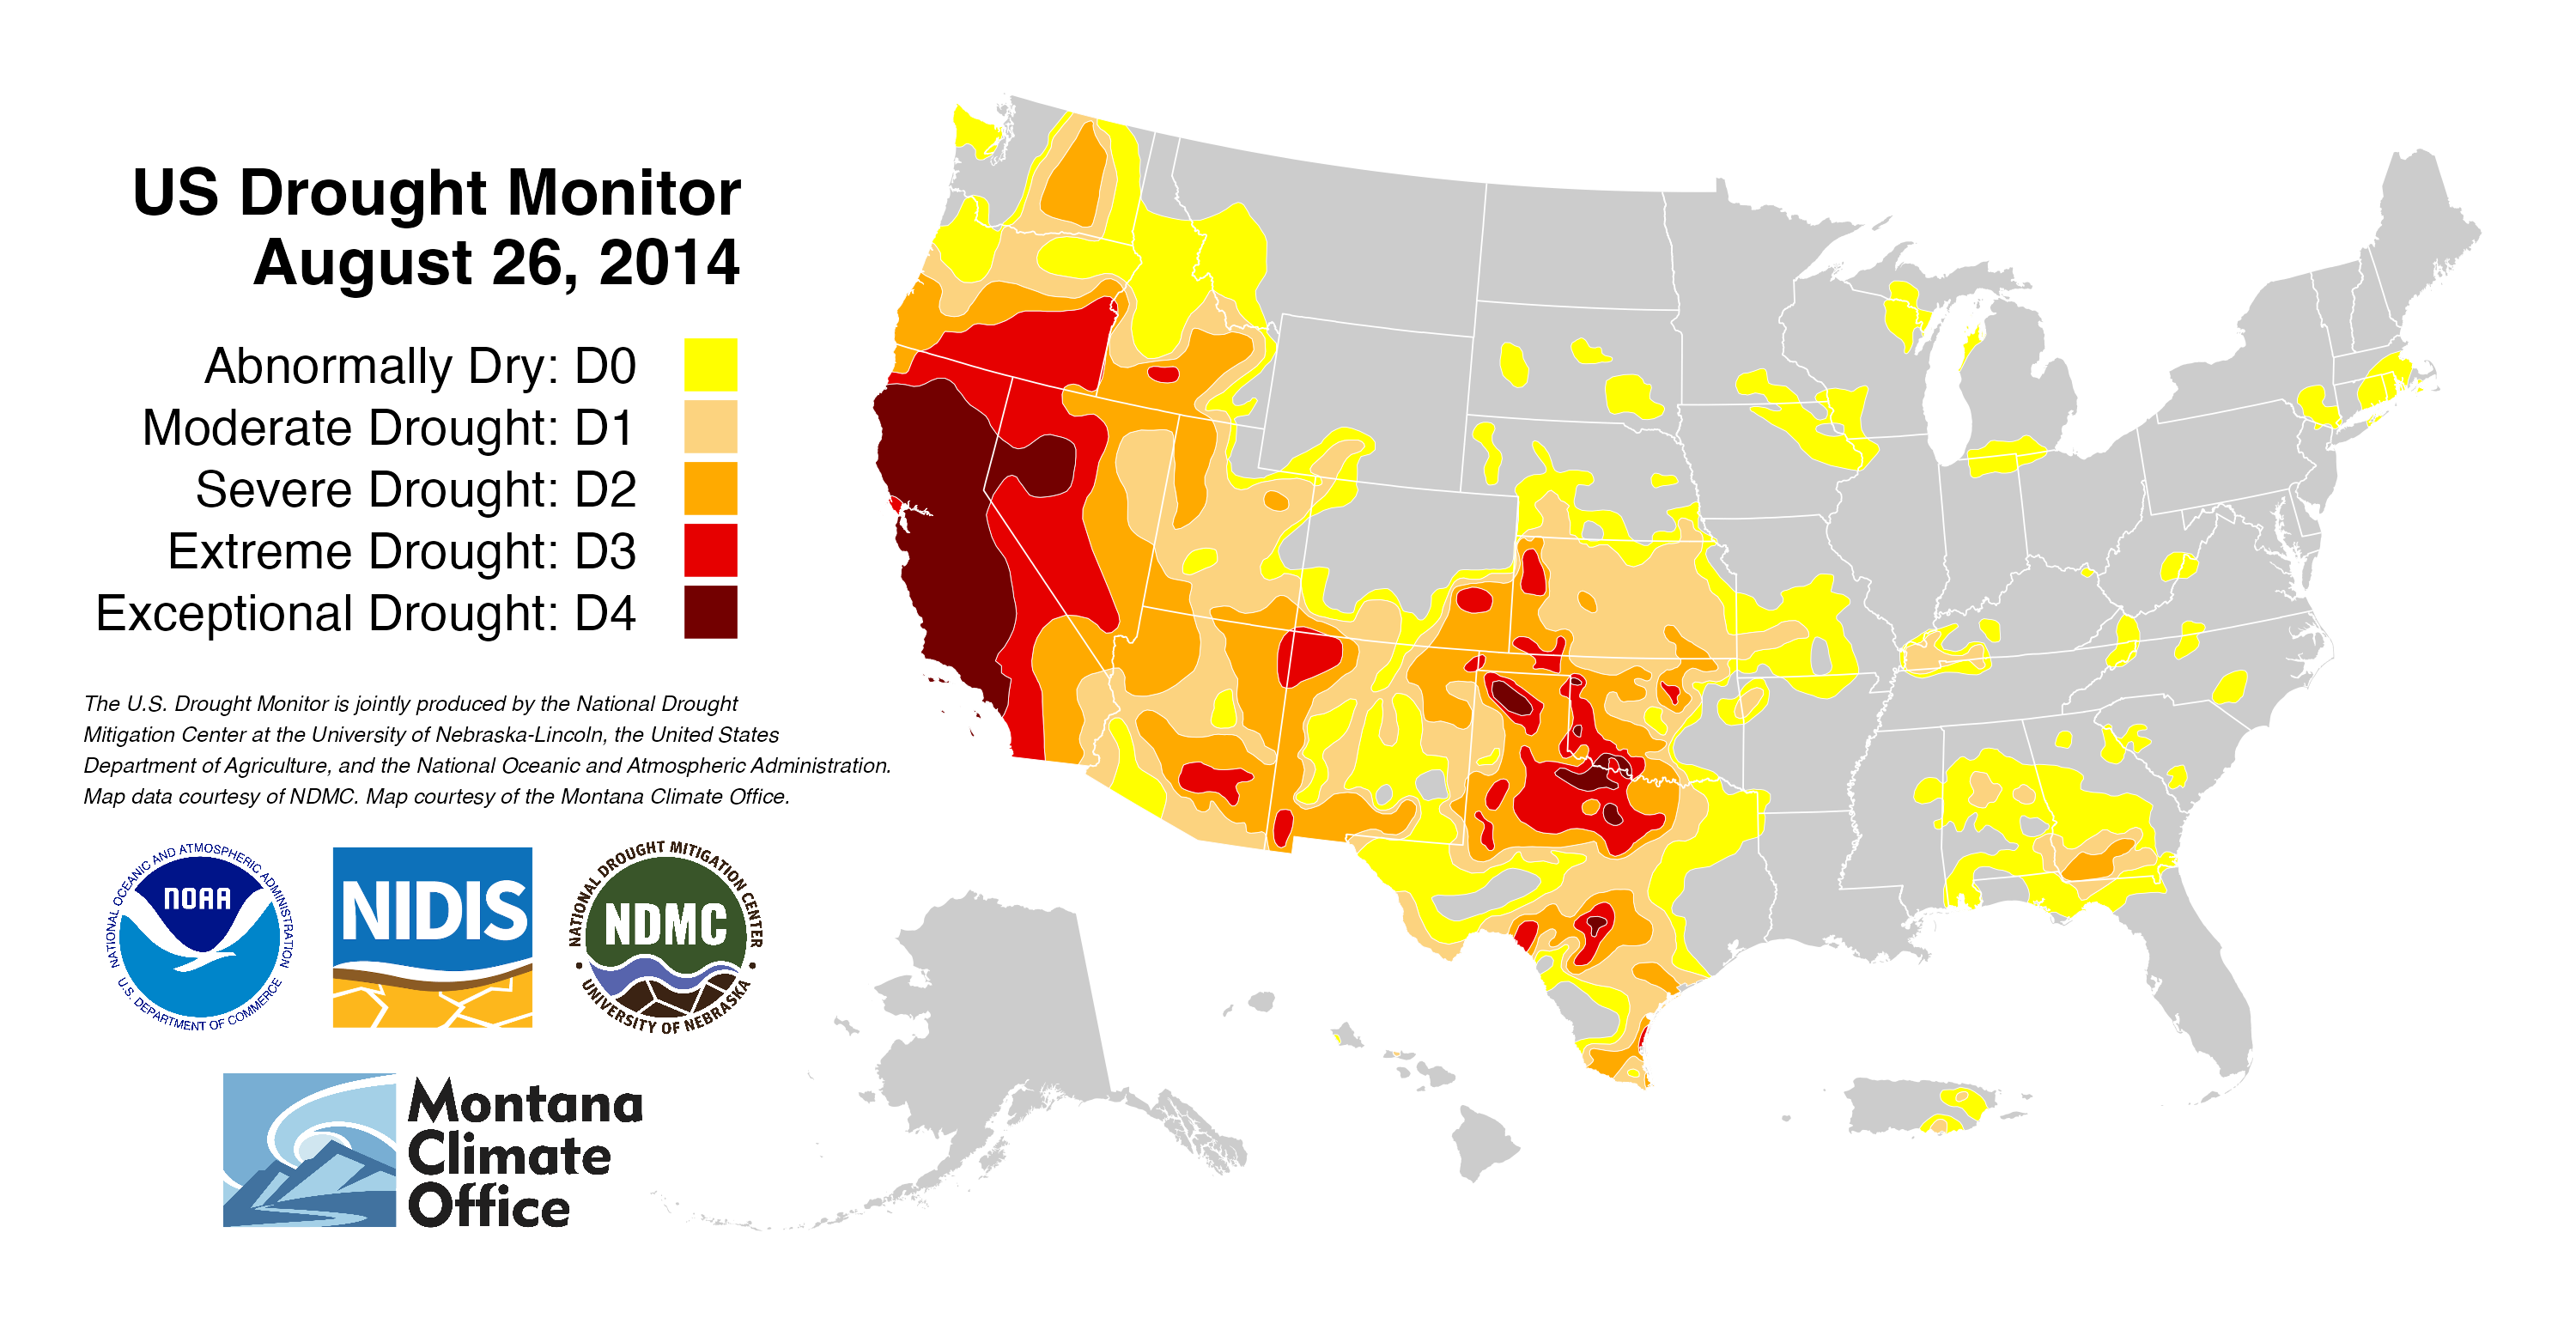 US Drought Monitor
August 26, 2014
Abnormally Dry: D0
Moderate Drought: D1
Severe Drought: D2
Extreme Drought: D3
Exceptional Drought: D4
The U.S. Drought Monitor is jointly produced by the National Drought
Mitigation Center at the University of Nebraska-Lincoln, the United States
Department of Agriculture, and the National Oceanic and Atmospheric Administration.
Map data courtesy of NDMC. Map courtesy of the Montana Climate Office.
NATIONAL OCEANIC AND ATMOSPHERIC ADMINISTRATION
NOAA
U.S. DEPARTMENT OF COMMERCE
NIDIS
NATIONAL DROUGHT MITIGATION CENTER
NDMC
UNIVERSITY OF NEBRASKA
Montana
Climate
Office